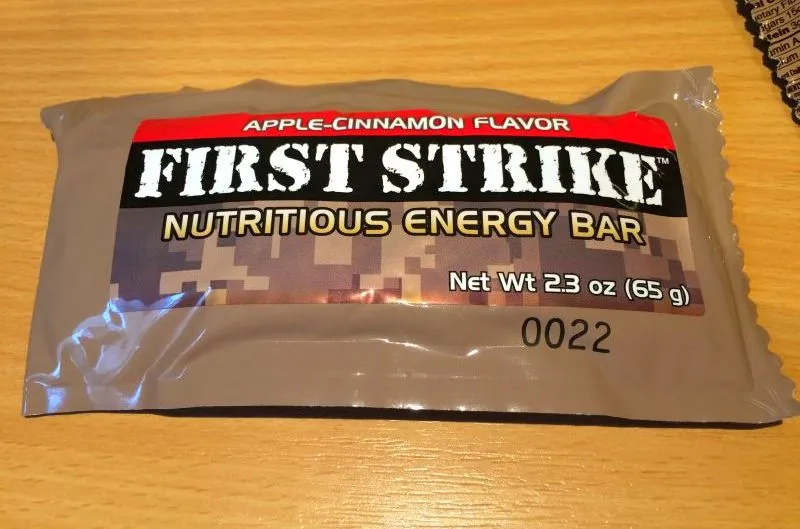 APPLE-CINNAMON FLAVOR
FIRST STRIKE™
NUTRITIOUS ENERGY BAR
Net Wt 2.3 oz (65 g)
0022